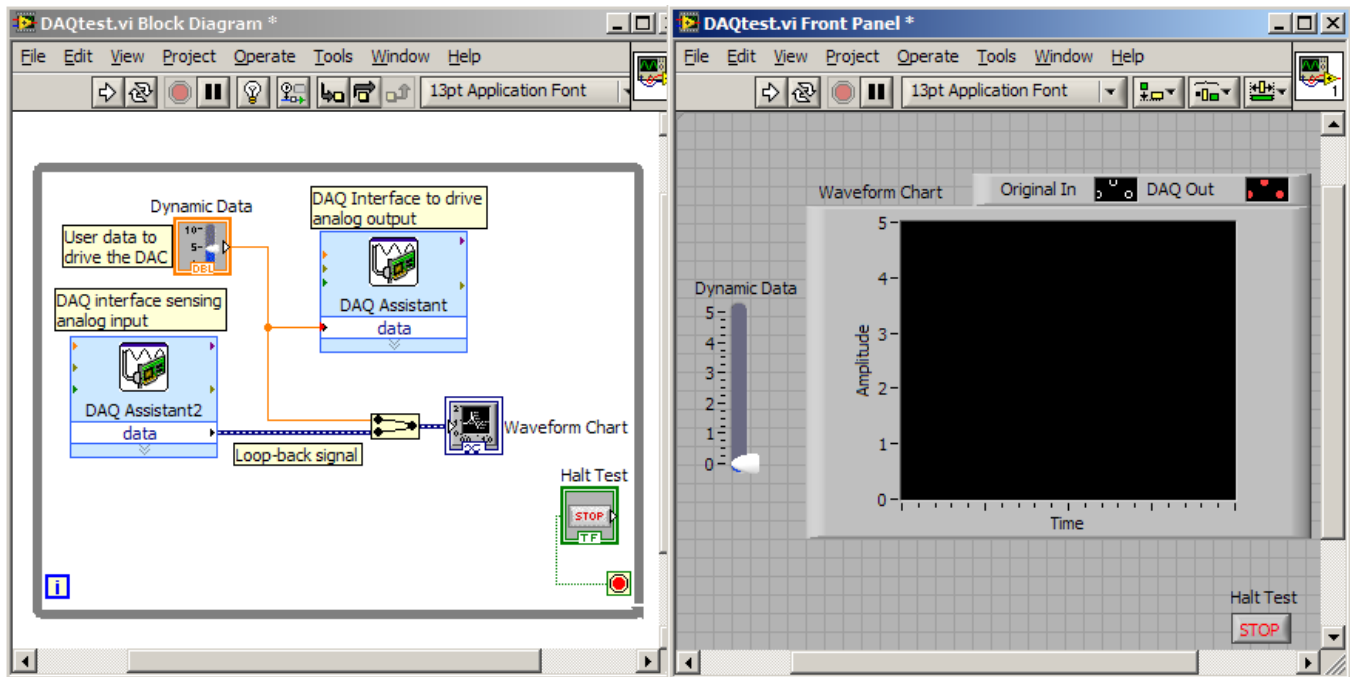 DAQtest.vi Block Diagram *
File Edit View Project Operate Tools Window Help
13pt Application Font
Dynamic Data
10
5
DBL
User data to
drive the DAC
DAQ Interface to drive
analog output
DAQ Assistant
data
DAQ interface sensing
analog input
DAQ Assistant2
data
Loop-back signal
Waveform Chart
Halt Test
STOP
TF
i
DAQtest.vi Front Panel *
File Edit View Project Operate Tools Window Help
13pt Application Font
1
Waveform Chart
Original In
DAQ Out
Dynamic Data
5
4
3
2
1
0
Amplitude
5
4
3
2
1
0
Time
Halt Test
STOP